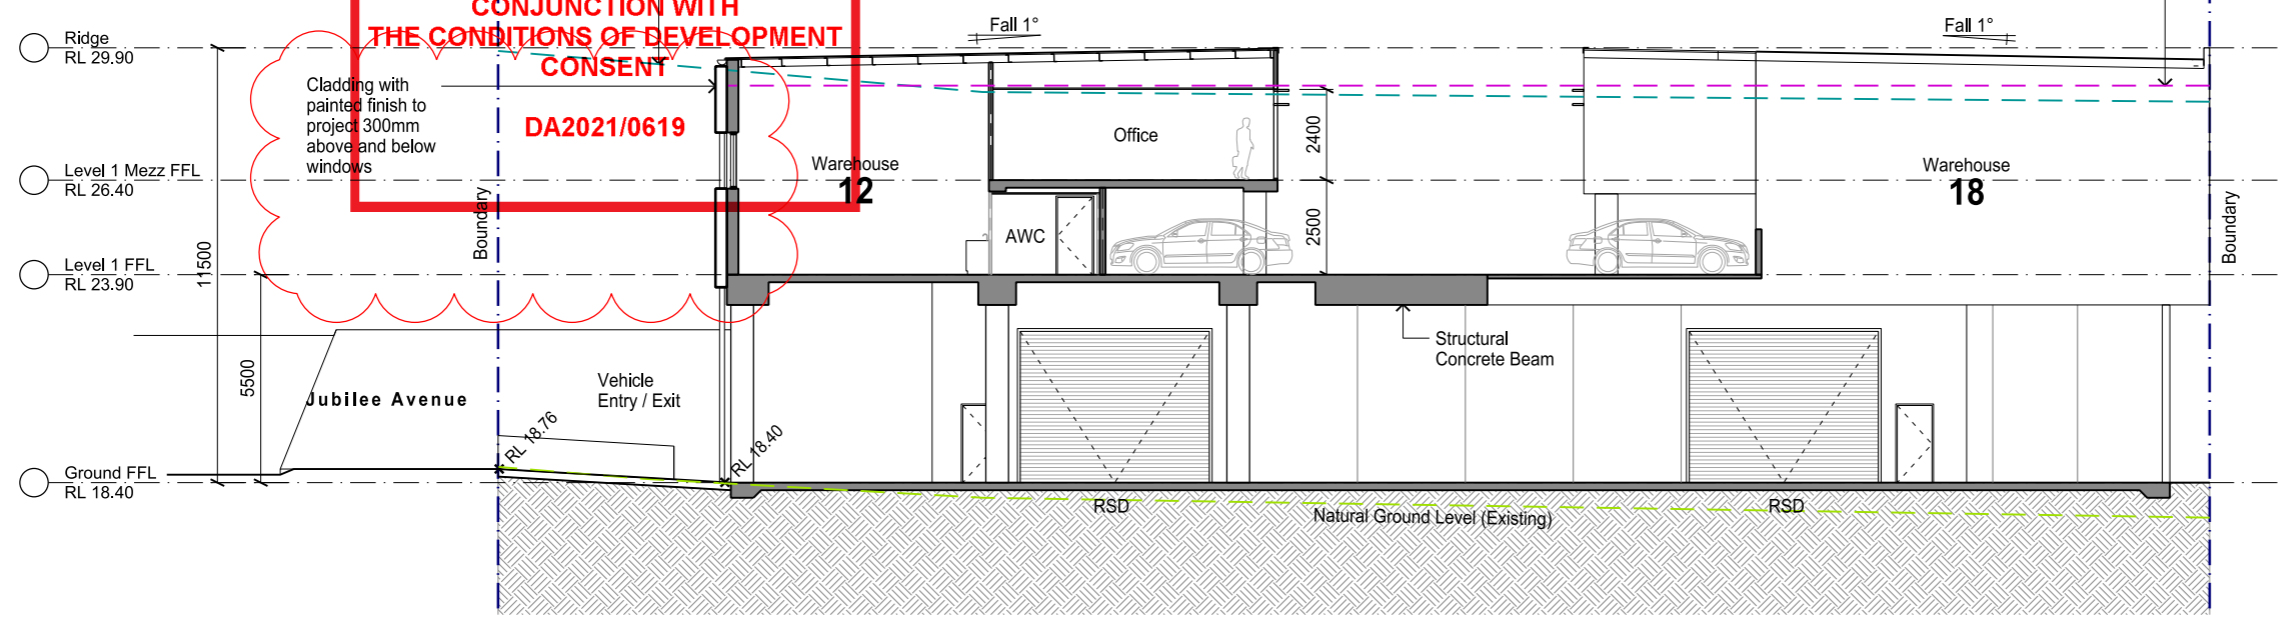 CONJUNCTION WITH
THE CONDITIONS OF DEVELOPMENT
CONSENT
DA2021/0619
Ridge
RL 29.90
Level 1 Mezz FFL
RL 26.40
Level 1 FFL
RL 23.90
Ground FFL
RL 18.40
11500
5500
Cladding with
painted finish to
project 300mm
above and below
windows
Boundary
Jubilee Avenue
Vehicle
Entry / Exit
RL 18.76
RL 18.40
Fall 1°
Warehouse
12
Office
AWC
2400
2500
Structural
Concrete Beam
RSD
Natural Ground Level (Existing)
RSD
Fall 1°
Warehouse
18
Boundary